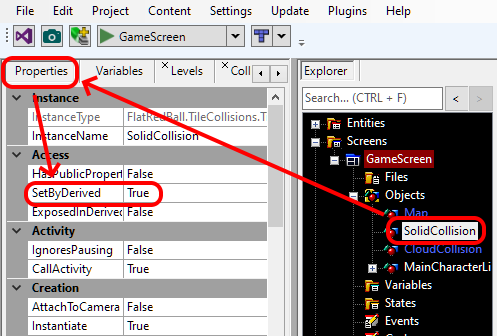 File Edit View Content Update Plugins Help
GameScreen
Properties Variables Levels Coll
Instance
InstanceType FlatRedBall.TileCollisions.T
InstanceName SolidCollision
Access
HasPublicPropert False
SetByDerived True
ExposedInDerived False
Activity
IgnoresPausing False
CallActivity True
Creation
AttachToCamera False
Instantiate True
Explorer
Search... (CTRL + F)
Entities
Screens
GameScreen
Files
Objects
Map
SolidCollision
CloudCollision
MainCharacterLi
Variables
States
Events